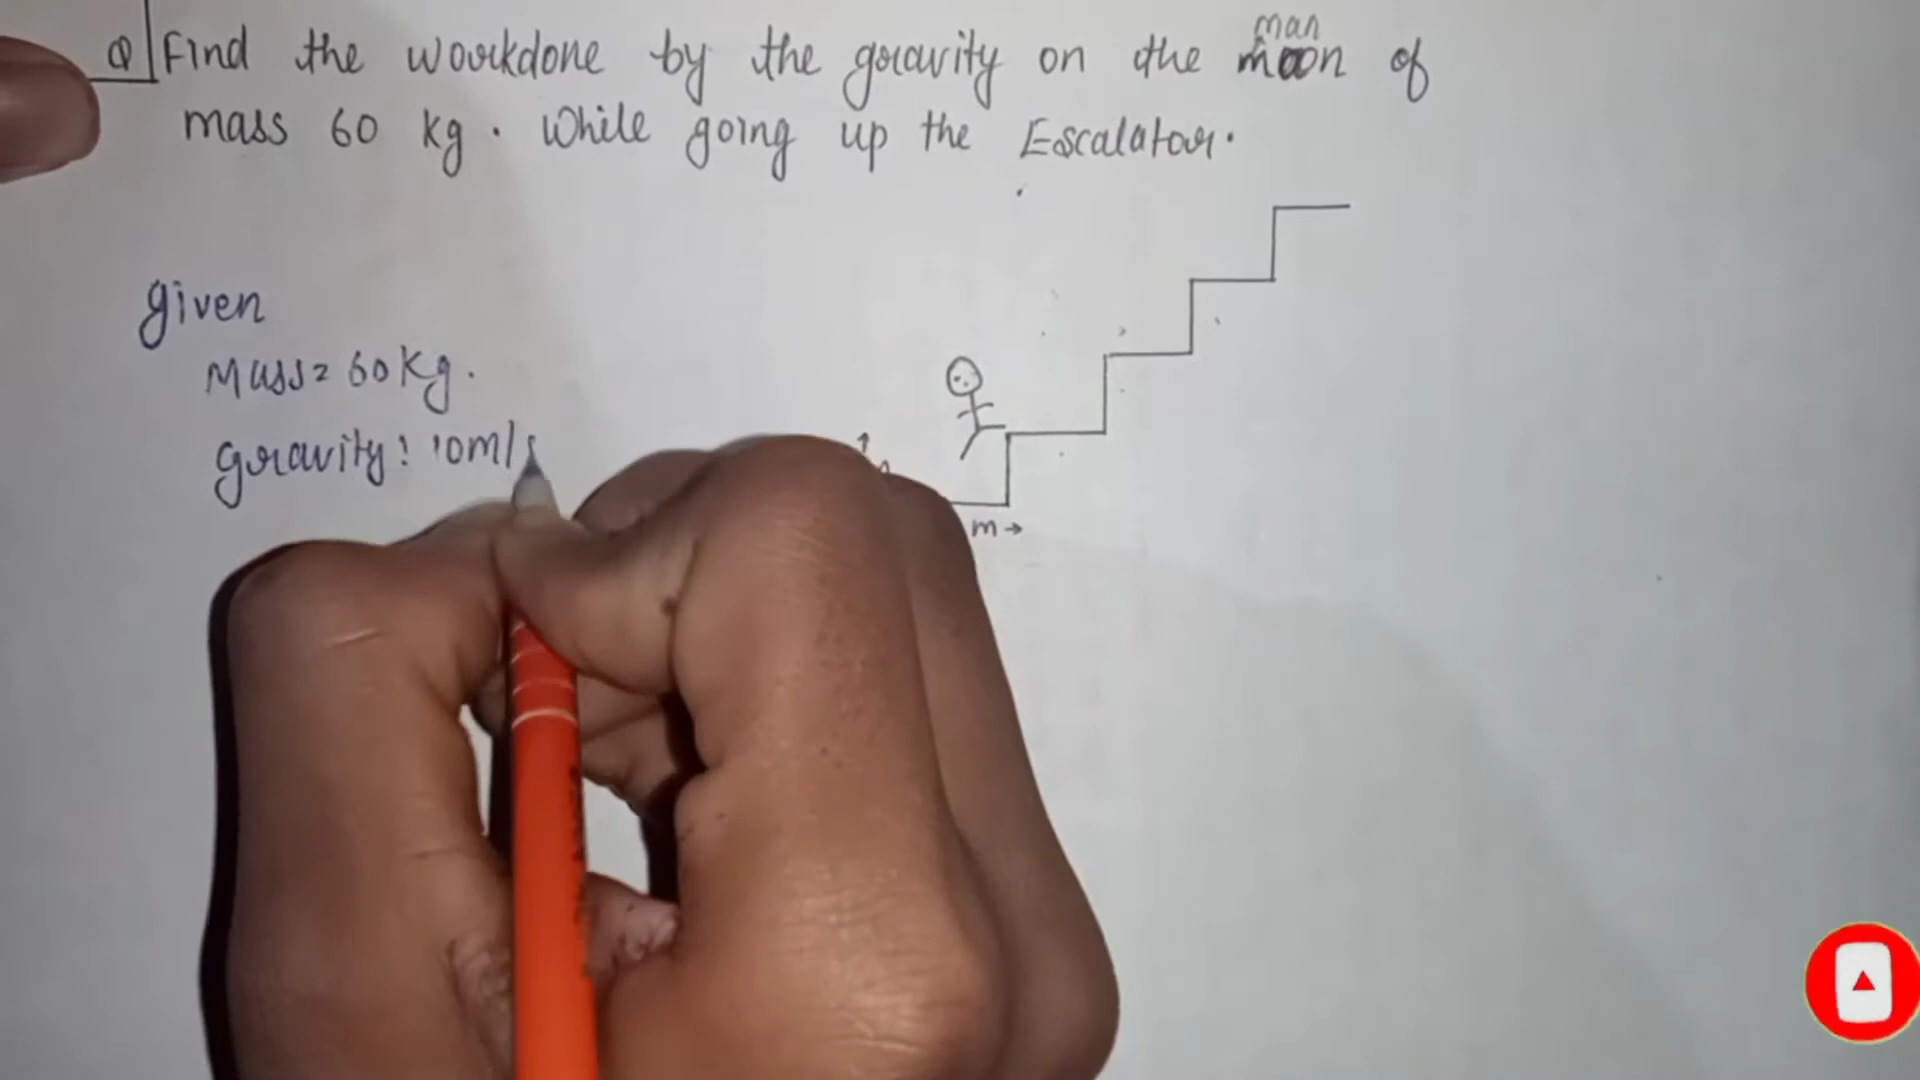 Q Find the workdone by the gravity on the man of
mass 60 kg. While going up the Escalator.
given
Mass = 60 kg.
gravity: 10m/s
m →